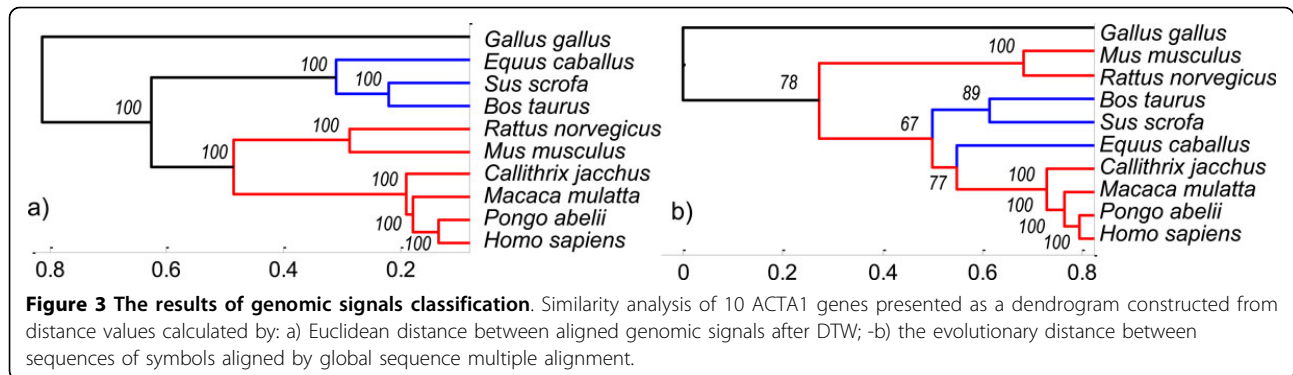 Gallus gallus
Equus caballus
Sus scrofa
Bos taurus
Rattus norvegicus
Mus musculus
Callithrix jacchus
Macaca mulatta
Pongo abelii
Homo sapiens
100
100
100
100
100
100
100
100
a)
0.8
0.6
0.4
0.2
Gallus gallus
Mus musculus
Rattus norvegicus
Bos taurus
Sus scrofa
Equus caballus
Callithrix jacchus
Macaca mulatta
Pongo abelii
Homo sapiens
100
78
89
67
77
100
100
100
b)
0
0.2
0.4
0.6
0.8
Figure 3 The results of genomic signals classification. Similarity analysis of 10 ACTA1 genes presented as a dendrogram constructed from
distance values calculated by: a) Euclidean distance between aligned genomic signals after DTW; -b) the evolutionary distance between
sequences of symbols aligned by global sequence multiple alignment.